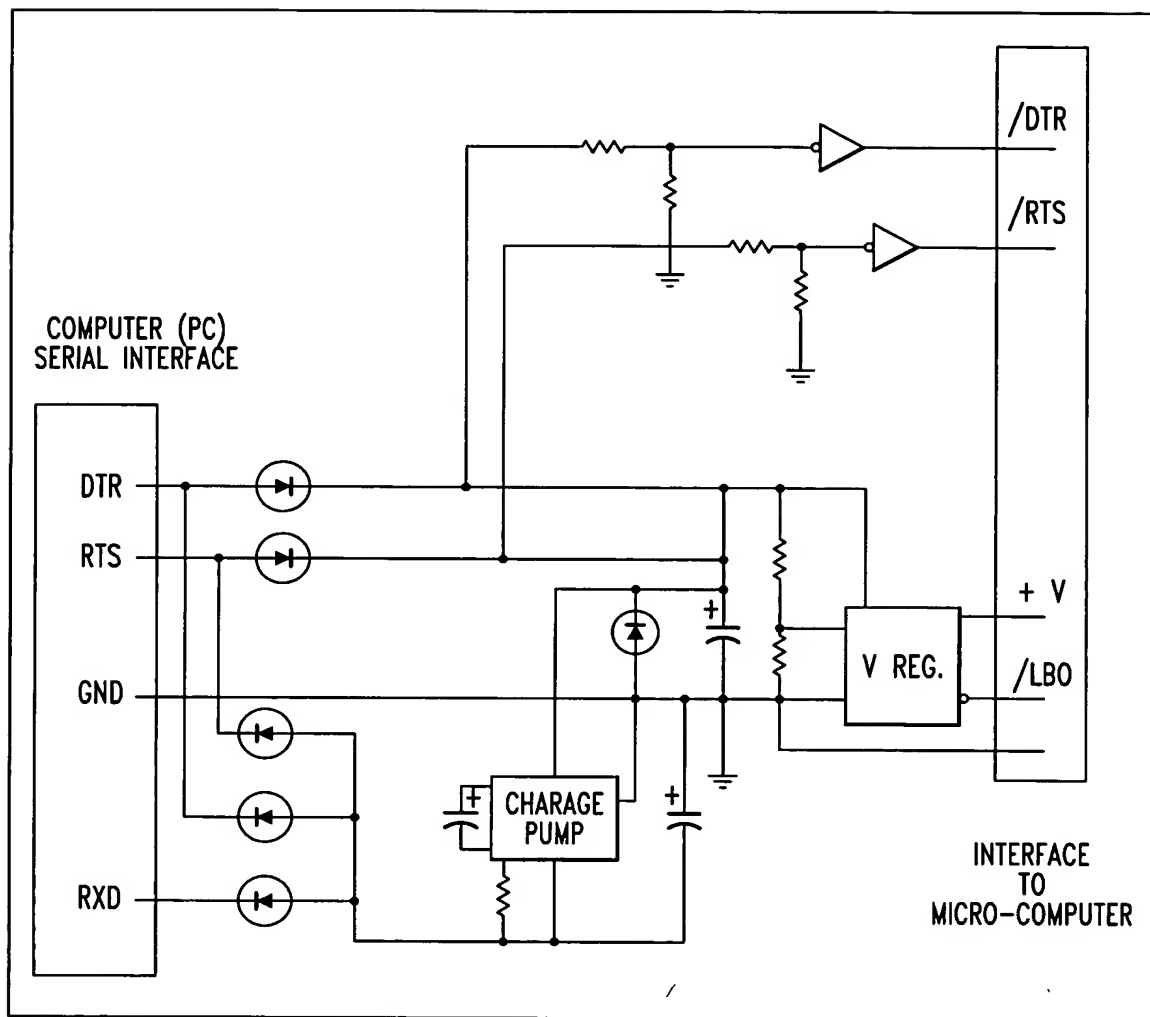 /DTR
/RTS
COMPUTER (PC)
SERIAL INTERFACE
DTR
RTS
+ V
+
V REG.
GND
/LBO
+
CHARAGE
PUMP
+
RXD
INTERFACE
TO
MICRO-COMPUTER